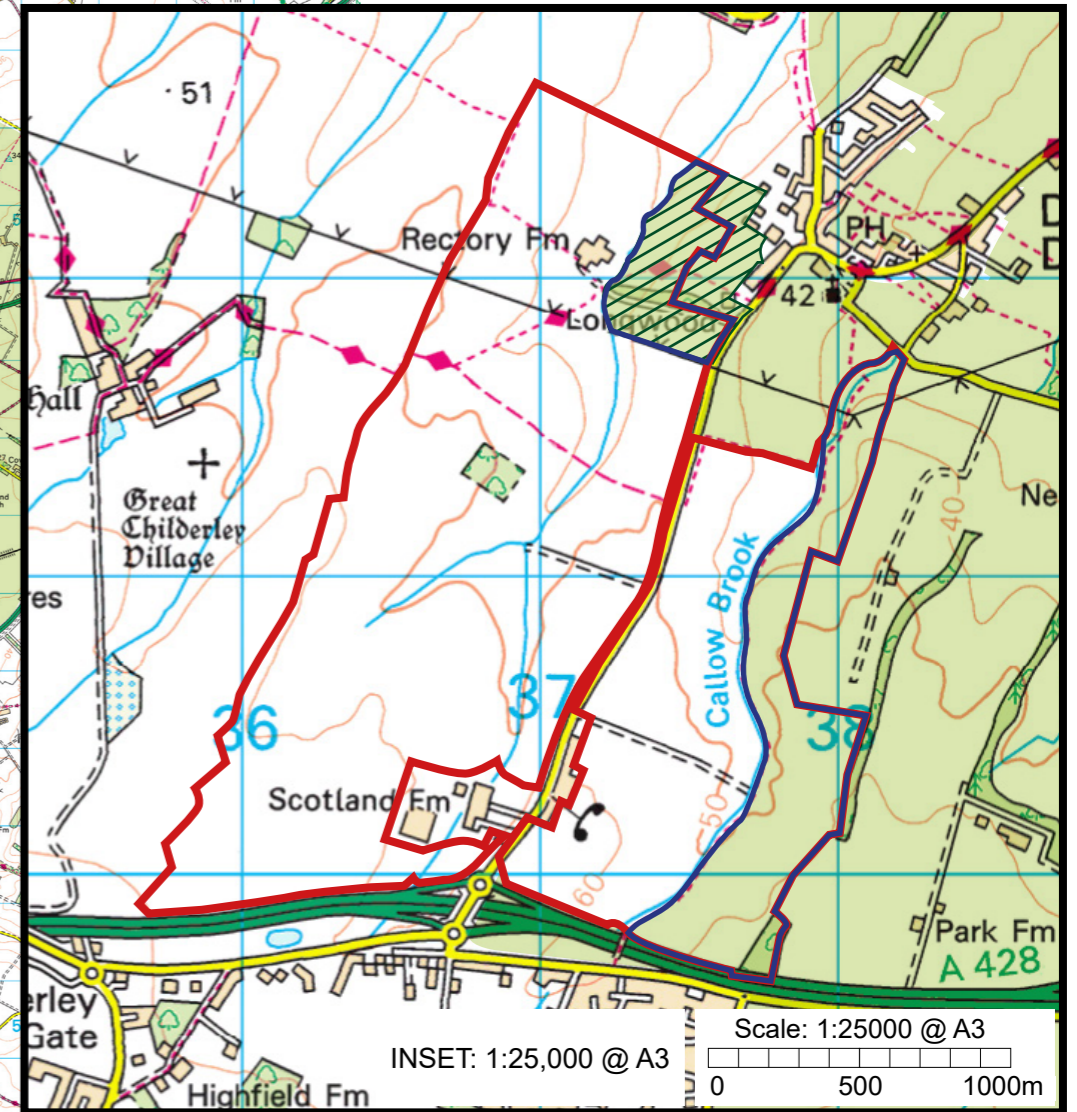 51
PH
D
D
Rectory Fm
42
Longwood
hall
Great
Childerley
Village
Ne
40
res
Callow Brook
37
36
38
Scotland Fm
50
60
Park Fm
A 428
erley
Gate
INSET: 1:25,000 @ A3
Scale: 1:25000 @ A3
0 500 1000m
Highfield Fm